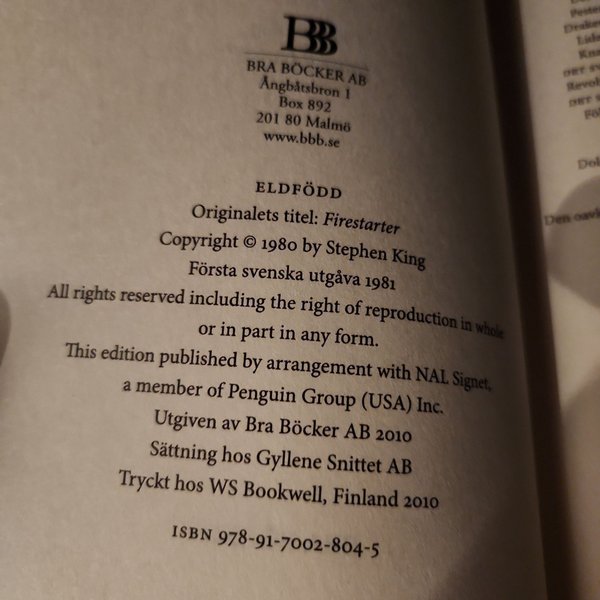 BBB
BRA BÖCKER AB
Ångbåtsbron 1
Box 892
201 80 Malmö
www.bbb.se
ELDFÖDD
Originalets titel: Firestarter
Copyright © 1980 by Stephen King
Första svenska utgåva 1981
All rights reserved including the right of reproduction in whole
or in part in any form.
This edition published by arrangement with NAL Signet,
a member of Penguin Group (USA) Inc.
Utgiven av Bra Böcker AB 2010
Sättning hos Gyllene Snittet AB
Tryckt hos WS Bookwell, Finland 2010
ISBN 978-91-7002-804-5
Den